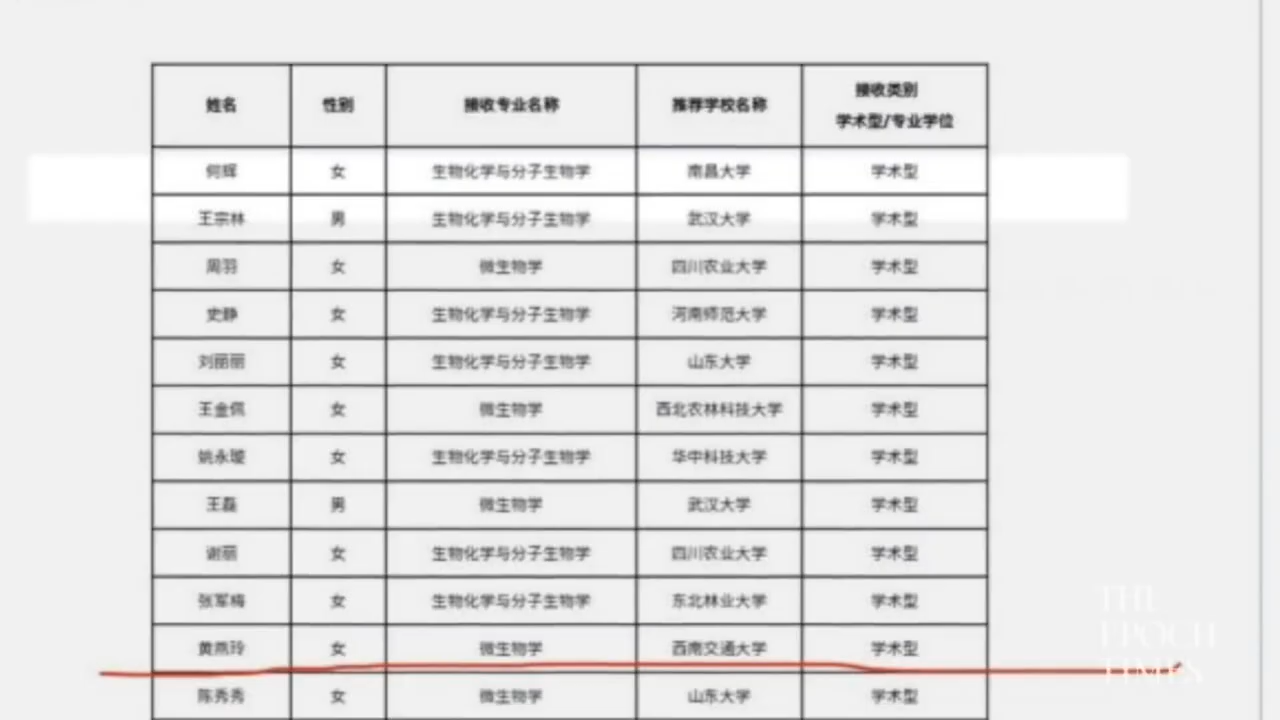 姓名 性别 接收专业名称 推荐学校名称 接收类别
学术型/专业学位
何辉 女 生物化学与分子生物学 南昌大学 学术型
王宗林 男 生物化学与分子生物学 武汉大学 学术型
周羽 女 微生物学 四川农业大学 学术型
史静 女 生物化学与分子生物学 河南师范大学 学术型
刘丽丽 女 生物化学与分子生物学 山东大学 学术型
王金佩 女 微生物学 西北农林科技大学 学术型
姚永璇 女 生物化学与分子生物学 华中科技大学 学术型
王磊 男 微生物学 武汉大学 学术型
谢丽 女 生物化学与分子生物学 四川农业大学 学术型
张军梅 女 生物化学与分子生物学 东北林业大学 学术型
黄燕玲 女 微生物学 西南交通大学 学术型
陈秀秀 女 微生物学 山东大学 学术型
THE
EPOCH
TIMES